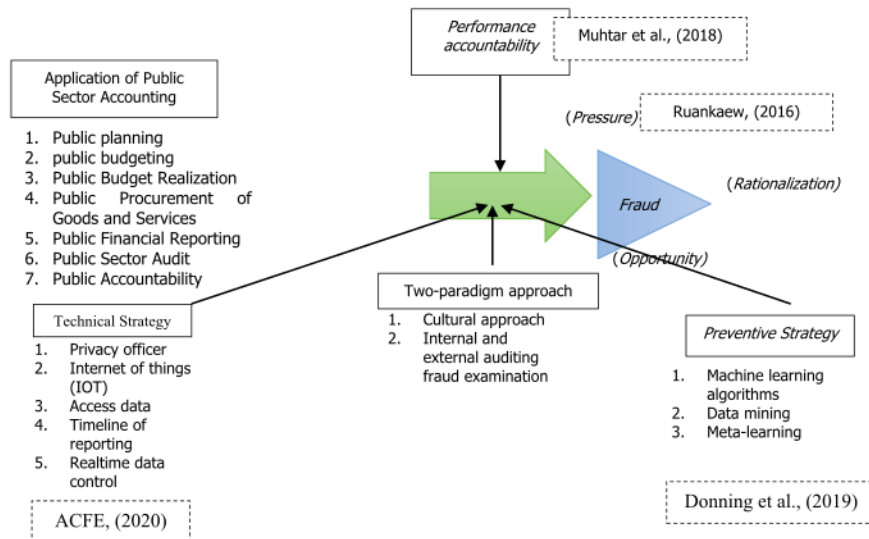 Performance
accountability
Muhtar et al., (2018)
Application of Public
Sector Accounting
1. Public planning
2. public budgeting
3. Public Budget Realization
4. Public Procurement of
Goods and Services
5. Public Financial Reporting
6. Public Sector Audit
7. Public Accountability
(Pressure)
Ruankaew, (2016)
(Rationalization)
Fraud
(Opportunity)
Technical Strategy
1. Privacy officer
2. Internet of things
(IOT)
3. Access data
4. Timeline of
reporting
5. Realtime data
control
ACFE, (2020)
Two-paradigm approach
1. Cultural approach
2. Internal and
external auditing
fraud examination
Preventive Strategy
1. Machine learning
algorithms
2. Data mining
3. Meta-learning
Donning et al., (2019)